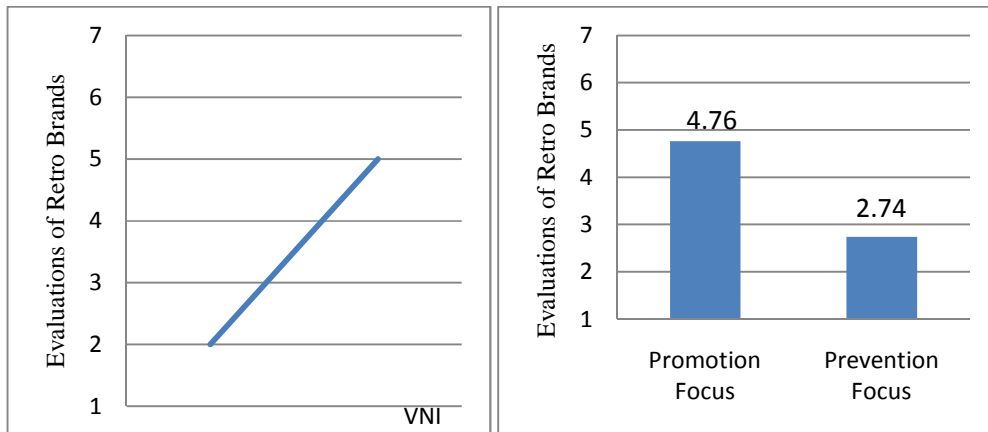 Evaluations of Retro Brands
7
6
5
4
3
2
1
VNI
Evaluations of Retro Brands
7
6
5
4
3
2
1
4.76
2.74
Promotion
Focus
Prevention
Focus